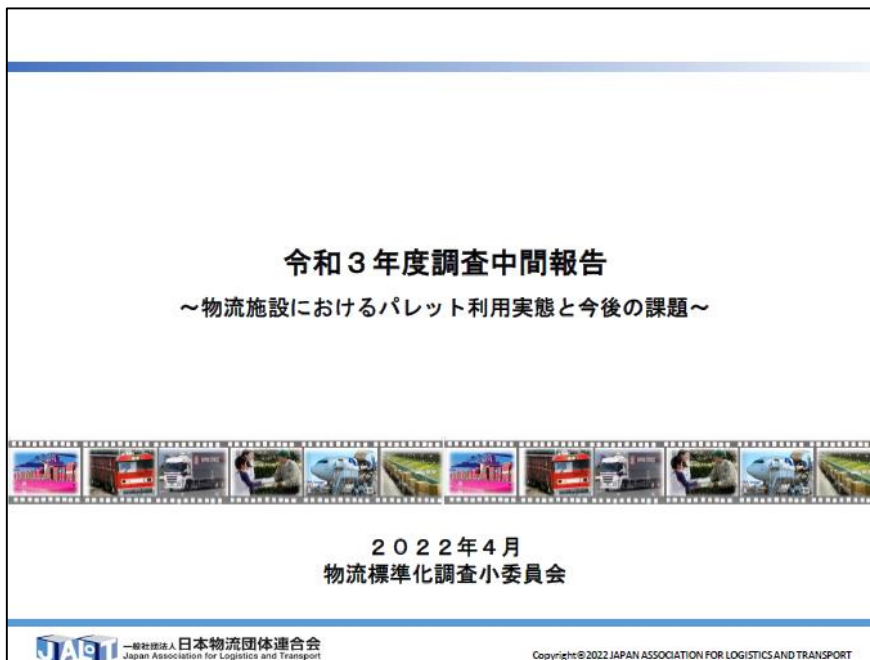 令和３年度調査中間報告
～物流施設におけるパレット利用実態と今後の課題～
２０２２年４月
物流標準化調査小委員会
JALoT
一般社団法人日本物流団体連合会
Japan Association for Logistics and Transport
Copyright©2022 JAPAN ASSOCIATION FOR LOGISTICS AND TRANSPORT